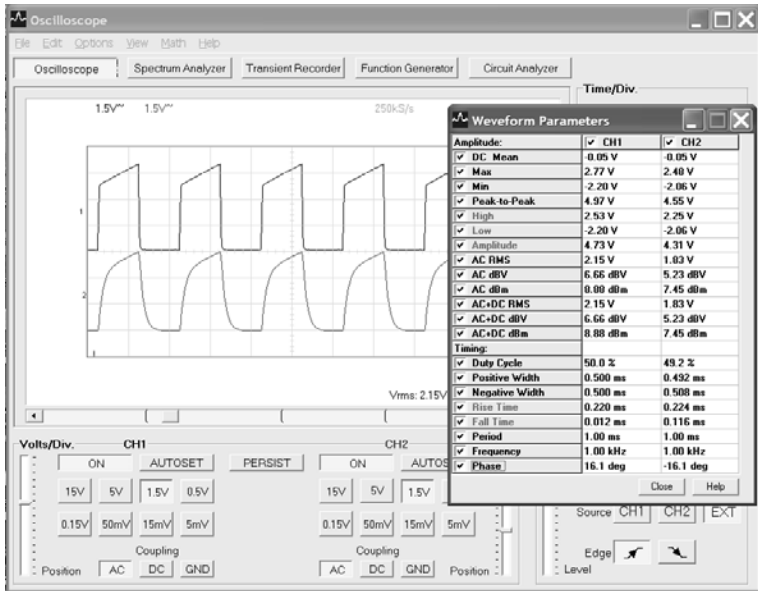 Oscilloscope
File Edit Options View Math Help
Oscilloscope Spectrum Analyzer Transient Recorder Function Generator Circuit Analyzer
Time/Div.
1.5V~ 1.5V~ 250kS/s
1
2
Vrms: 2.15V
Weveform Parameters
Amplitude: CH1 CH2
DC Mean -0.05 V -0.05 V
Max 2.77 V 2.48 V
Min -2.20 V -2.06 V
Peak-to-Peak 4.97 V 4.55 V
High 2.53 V 2.25 V
Low -2.20 V -2.06 V
Amplitude 4.73 V 4.31 V
AC RMS 2.15 V 1.83 V
AC dBV 6.66 dBV 5.23 dBV
AC dBm 8.88 dBm 7.45 dBm
AC+DC RMS 2.15 V 1.83 V
AC+DC dBV 6.66 dBV 5.23 dBV
AC+DC dBm 8.88 dBm 7.45 dBm
Timing:
Duty Cycle 50.0 % 49.2 %
Positive Width 0.500 ms 0.492 ms
Negative Width 0.500 ms 0.508 ms
Rise Time 0.220 ms 0.224 ms
Fall Time 0.012 ms 0.116 ms
Period 1.00 ms 1.00 ms
Frequency 1.00 kHz 1.00 kHz
Phase 16.1 deg -16.1 deg
Close Help
Volts/Div. CH1 CH2
ON AUTOSET PERSIST ON AUTOS
15V 5V 1.5V 0.5V 15V 5V 1.5V
0.15V 50mV 15mV 5mV 0.15V 50mV 15mV 5mV
Coupling Coupling
Position AC DC GND AC DC GND Position
Source CH1 CH2 EXT
Edge
Level